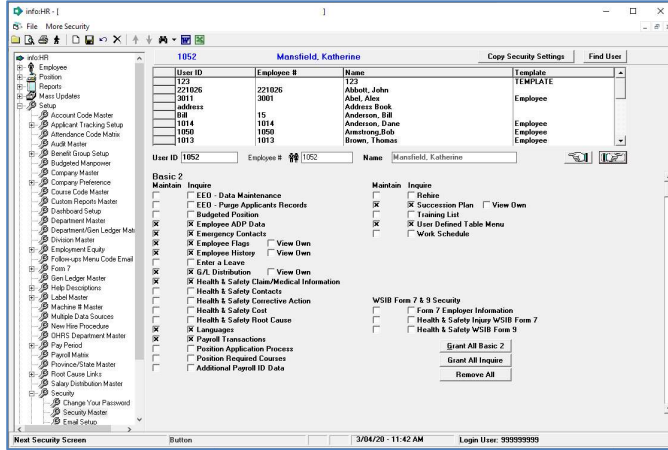 info:HR - [ ]
File More Security
info:HR
Employee
Position
Reports
Mass Updates
Setup
Account Code Master
Applicant Tracking Setup
Attendance Code Matrix
Audit Master
Benefit Group Setup
Budgeted Manpower
Company Master
Company Preference
Course Code Master
Custom Reports Master
Dashboard Setup
Department Master
Department/Gen Ledger Mat
Division Master
Employment Equity
Follow-ups Menu Code Email
Form 7
Gen Ledger Master
Help Descriptions
Label Master
Machine # Master
Multiple Data Sources
New Hire Procedure
OHRS Department Master
Pay Period
Payroll Matrix
Province/State Master
Root Cause Links
Salary Distribution Master
Security
Change Your Password
Security Master
Email Setup
1052 Mansfield, Katherine Copy Security Settings Find User
User ID Employee # Name Template
123 123 TEMPLATE
221026 221026 Abbott, John
3011 3001 Abel, Alex Employee
address Address Book
Bill 15 Anderson, Bill
1014 1014 Anderson, Dane Employee
1050 1050 Armstrong,Bob Employee
1013 1013 Brown, Thomas Employee
User ID 1052 Employee # 1052 Name Mansfield, Katherine
Basic 2
Maintain Inquire
EEO - Data Maintenance
EEO - Purge Applicants Records
Budgeted Position
Employee ADP Data
Emergency Contacts
Employee Flags View Own
Employee History View Own
Enter a Leave
G/L Distribution View Own
Health & Safety Claim/Medical Information
Health & Safety Contacts
Health & Safety Corrective Action
Health & Safety Cost
Health & Safety Root Cause
Languages
Payroll Transactions
Position Application Process
Position Required Courses
Additional Payroll ID Data
Maintain Inquire
Rehire
Succession Plan View Own
Training List
User Defined Table Menu
Work Schedule
WSIB Form 7 & 9 Security
Form 7 Employer Information
Health & Safety Injury WSIB Form 7
Health & Safety WSIB Form 9
Grant All Basic 2
Grant All Inquire
Remove All
Next Security Screen Button 3/04/20 - 11:42 AM Login User: 999999999